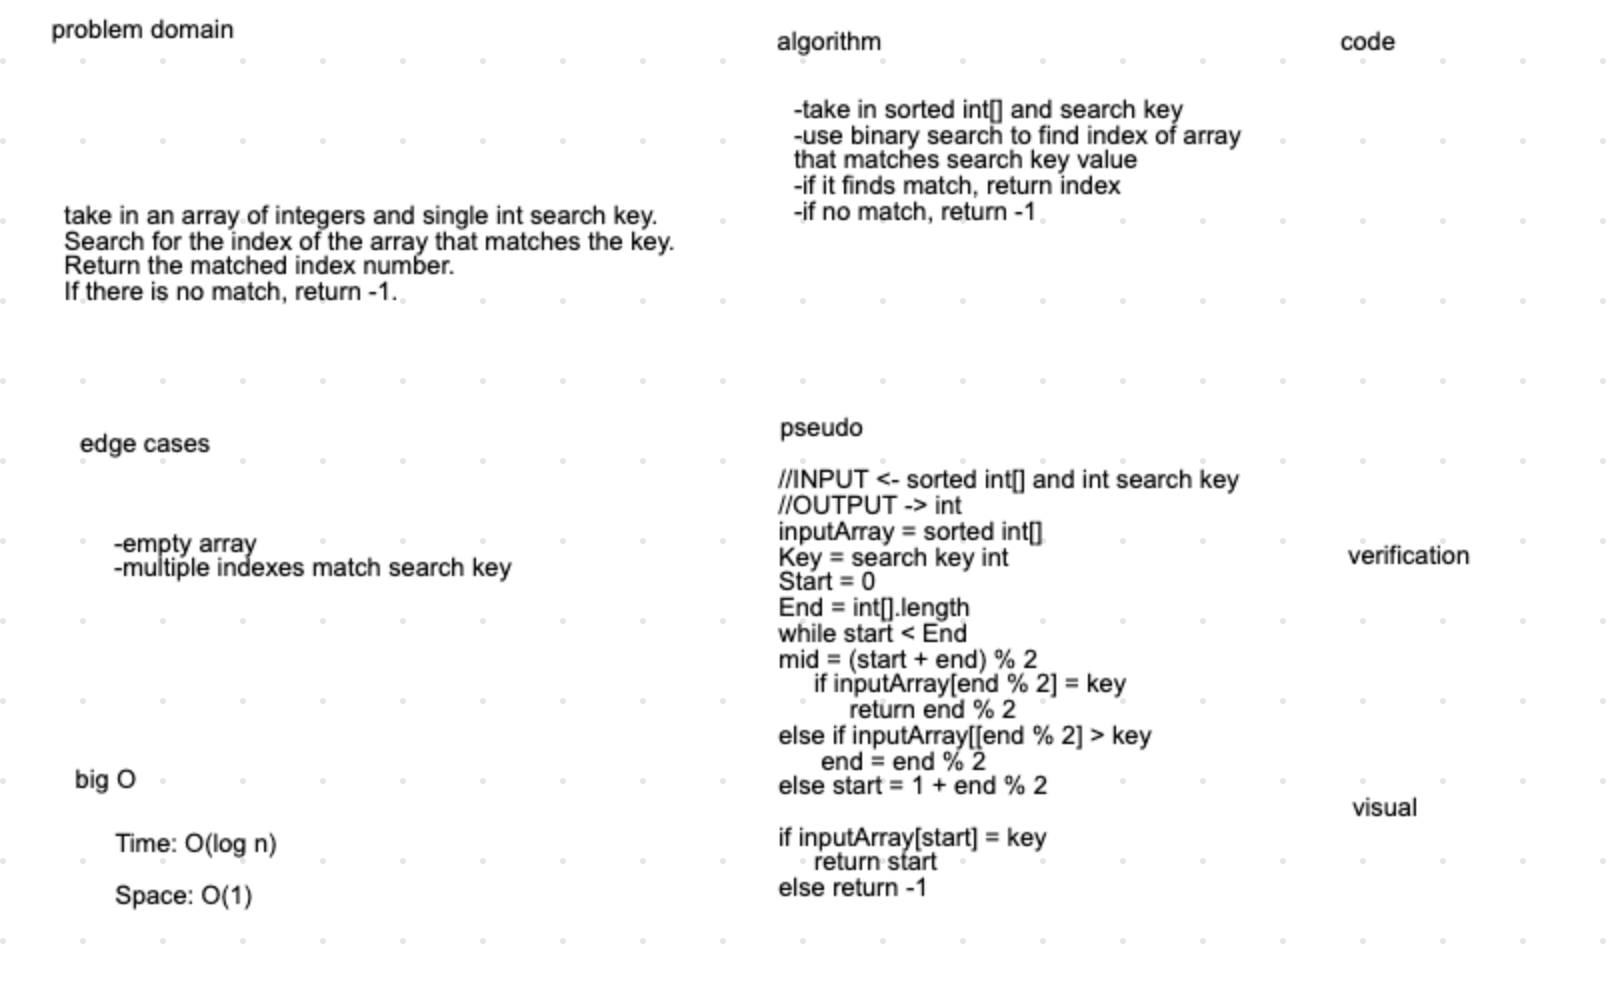 problem domain
take in an array of integers and single int search key.
Search for the index of the array that matches the key.
Return the matched index number.
If there is no match, return -1.
edge cases
-empty array
-multiple indexes match search key
big O
Time: O(log n)
Space: O(1)
algorithm
-take in sorted int[] and search key
-use binary search to find index of array
that matches search key value
-if it finds match, return index
-if no match, return -1
pseudo
//INPUT <- sorted int[] and int search key
//OUTPUT -> int
inputArray = sorted int[]
Key = search key int
Start = 0
End = int[].length
while start < End
mid = (start + end) % 2
if inputArray[end % 2] = key
return end % 2
else if inputArray[[end % 2] > key
end = end % 2
else start = 1 + end % 2
if inputArray[start] = key
return start
else return -1
code
verification
visual